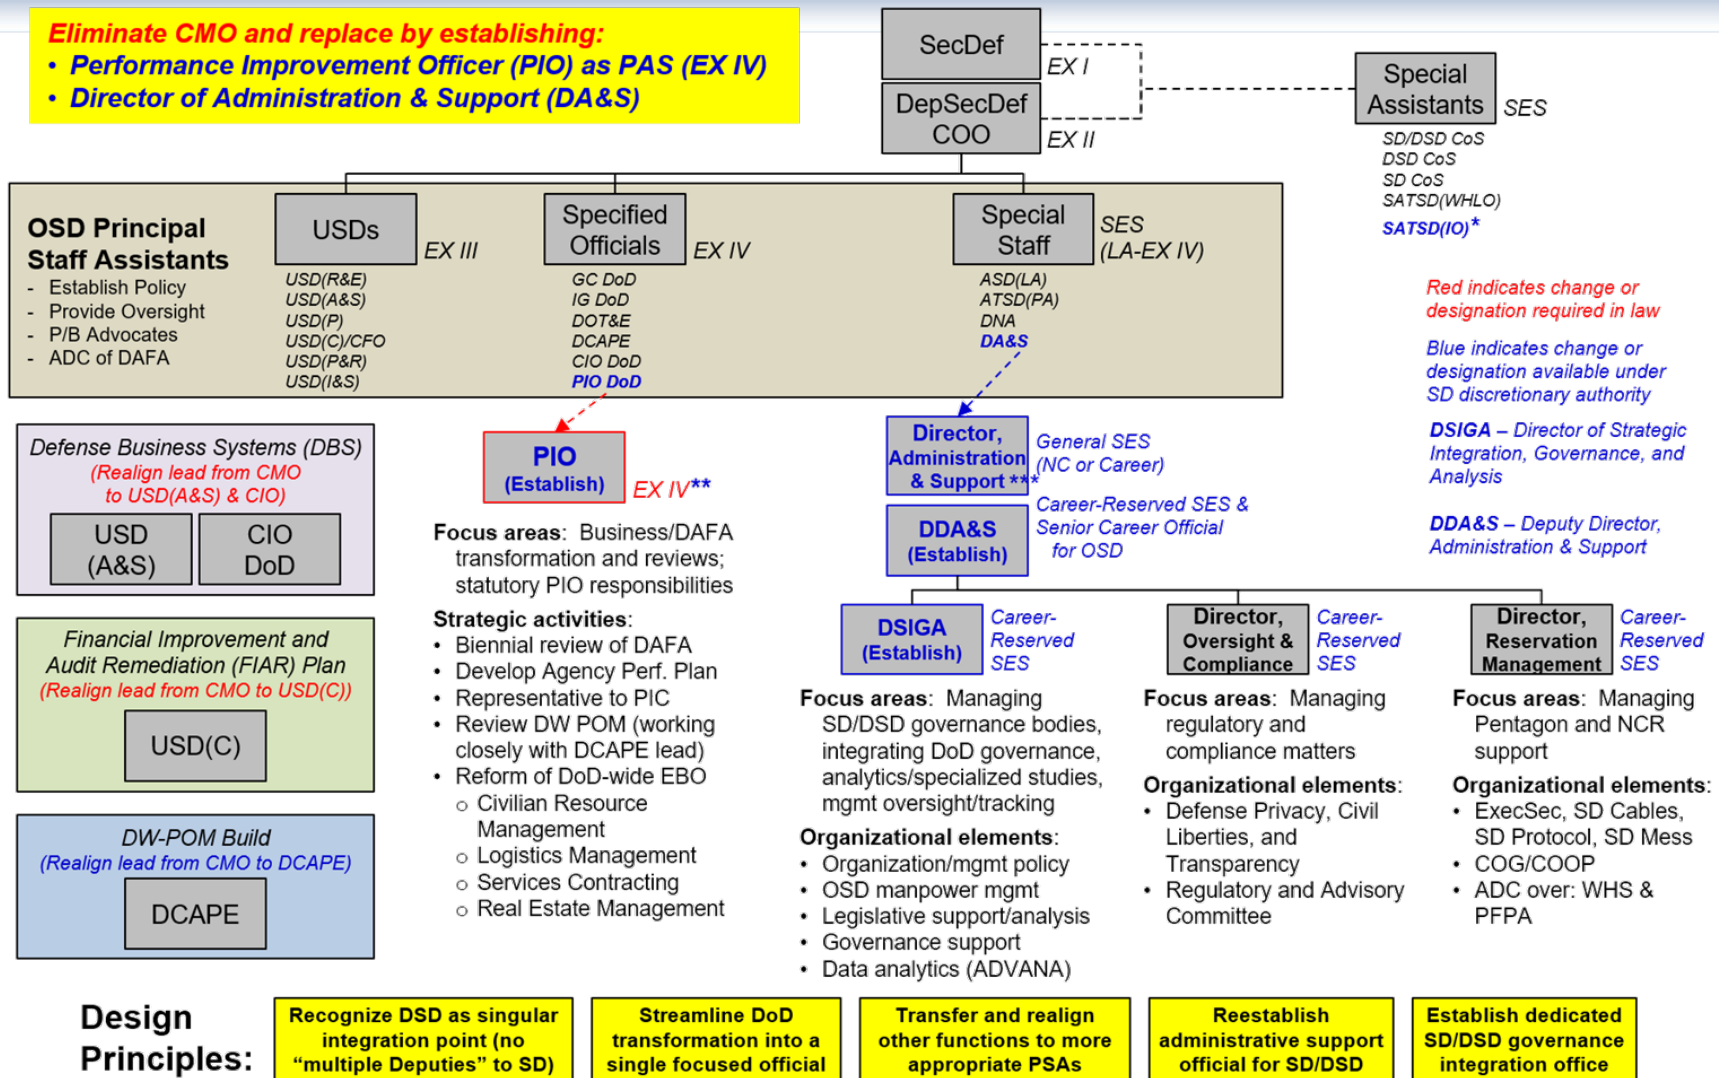 Eliminate CMO and replace by establishing:
• Performance Improvement Officer (PIO) as PAS (EX IV)
• Director of Administration & Support (DA&S)
SecDef
EX I
DepSecDef
COO
EX II
Special
Assistants
SES
SD/DSD CoS
DSD CoS
SD CoS
SATSD(WHLO)
SATSD(IO)*
OSD Principal
Staff Assistants
- Establish Policy
- Provide Oversight
- P/B Advocates
- ADC of DAFA
USDs
EX III
USD(R&E)
USD(A&S)
USD(P)
USD(C)/CFO
USD(P&R)
USD(I&S)
Specified
Officials
EX IV
GC DoD
IG DoD
DOT&E
DCAPE
CIO DoD
PIO DoD
Special
Staff
SES
(LA-EX IV)
ASD(LA)
ATSD(PA)
DNA
DA&S
Red indicates change or
designation required in law
Blue indicates change or
designation available under
SD discretionary authority
DSIGA – Director of Strategic
Integration, Governance, and
Analysis
DDA&S – Deputy Director,
Administration & Support
Defense Business Systems (DBS)
(Realign lead from CMO
to USD(A&S) & CIO)
USD
(A&S)
CIO
DoD
Financial Improvement and
Audit Remediation (FIAR) Plan
(Realign lead from CMO to USD(C))
USD(C)
DW-POM Build
(Realign lead from CMO to DCAPE)
DCAPE
PIO
(Establish)
EX IV**
Focus areas: Business/DAFA
transformation and reviews;
statutory PIO responsibilities
Strategic activities:
• Biennial review of DAFA
• Develop Agency Perf. Plan
• Representative to PIC
• Review DW POM (working
closely with DCAPE lead)
• Reform of DoD-wide EBO
o Civilian Resource
Management
o Logistics Management
o Services Contracting
o Real Estate Management
Director,
Administration
& Support ***
General SES
(NC or Career)
DDA&S
(Establish)
Career-Reserved SES &
Senior Career Official
for OSD
DSIGA
(Establish)
Career-
Reserved
SES
Focus areas: Managing
SD/DSD governance bodies,
integrating DoD governance,
analytics/specialized studies,
mgmt oversight/tracking
Organizational elements:
• Organization/mgmt policy
• OSD manpower mgmt
• Legislative support/analysis
• Governance support
• Data analytics (ADVANA)
Director,
Oversight &
Compliance
Career-
Reserved
SES
Focus areas: Managing
regulatory and
compliance matters
Organizational elements:
• Defense Privacy, Civil
Liberties, and
Transparency
• Regulatory and Advisory
Committee
Director,
Reservation
Management
Career-
Reserved
SES
Focus areas: Managing
Pentagon and NCR
support
Organizational elements:
• ExecSec, SD Cables,
SD Protocol, SD Mess
• COG/COOP
• ADC over: WHS &
PFPA
Design
Principles:
Recognize DSD as singular
integration point (no
“multiple Deputies” to SD)
Streamline DoD
transformation into a
single focused official
Transfer and realign
other functions to more
appropriate PSAs
Reestablish
administrative support
official for SD/DSD
Establish dedicated
SD/DSD governance
integration office